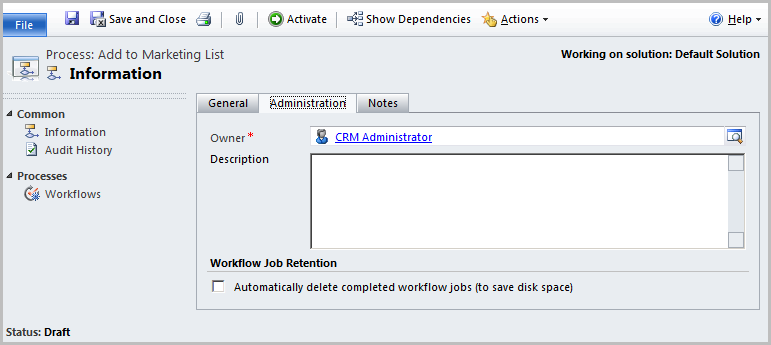 File
Save and Close
Activate
Show Dependencies
Actions
Help
Process: Add to Marketing List
Information
Working on solution: Default Solution
Common
Information
Audit History
Processes
Workflows
General
Administration
Notes
Owner *
CRM Administrator
Description
Workflow Job Retention
Automatically delete completed workflow jobs (to save disk space)
Status: Draft